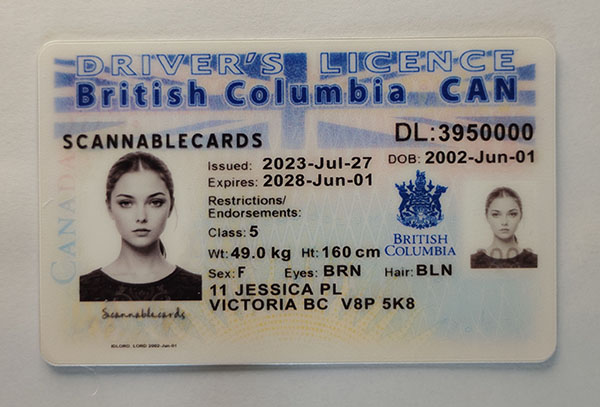 DRIVER'S LICENCE
British Columbia CAN
SCANNABLECARDS
DL:3950000
Issued: 2023-Jul-27
DOB: 2002-Jun-01
Expires: 2028-Jun-01
Restrictions/
Endorsements:
Class: 5
Wt: 49.0 kg Ht: 160 cm
Sex: F Eyes: BRN Hair: BLN
11 JESSICA PL
VICTORIA BC V8P 5K8
BRITISH
COLUMBIA
CANADA
Scannablecards